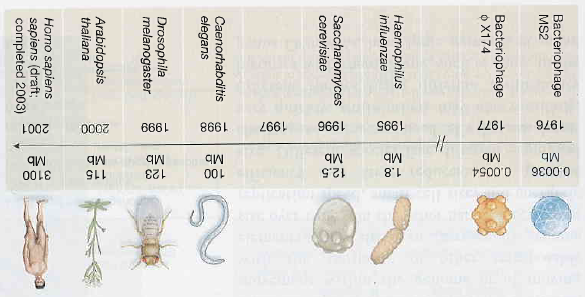 0.0036
Mb
1976
Bacteriophage
MS2
0.0054
Mb
1977
Bacteriophage
ϕ X174
1.8
Mb
1995
Haemophilus
influenzae
12.5
Mb
1996
Saccharomyces
cerevisiae
1997
100
Mb
1998
Caenorhabditis
elegans
123
Mb
1999
Drosophila
melanogaster
115
Mb
2000
Arabidopsis
thaliana
3100
Mb
2001
Homo sapiens
sapiens (draft;
completed 2003)